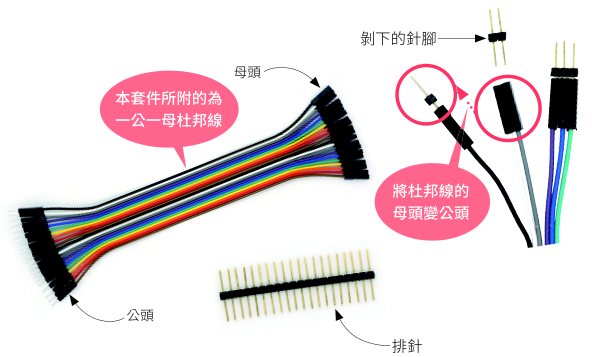 剝下的針腳
母頭
本套件所附的為
一公一母杜邦線
將杜邦線的
母頭變公頭
公頭
排針